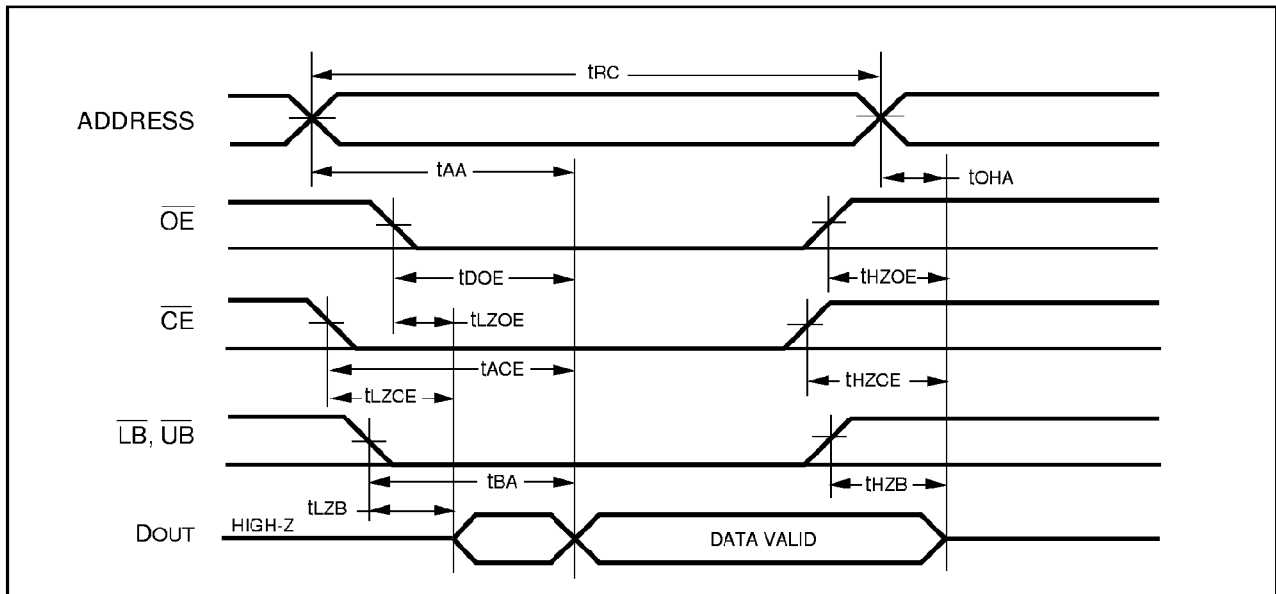 tRC
ADDRESS
tAA
tOHA
OE
tDOE
tHZOE
CE
tLZOE
tACE
tHZCE
tLZCE
LB, UB
tBA
tHZB
tLZB
DOUT
HIGH-Z
DATA VALID